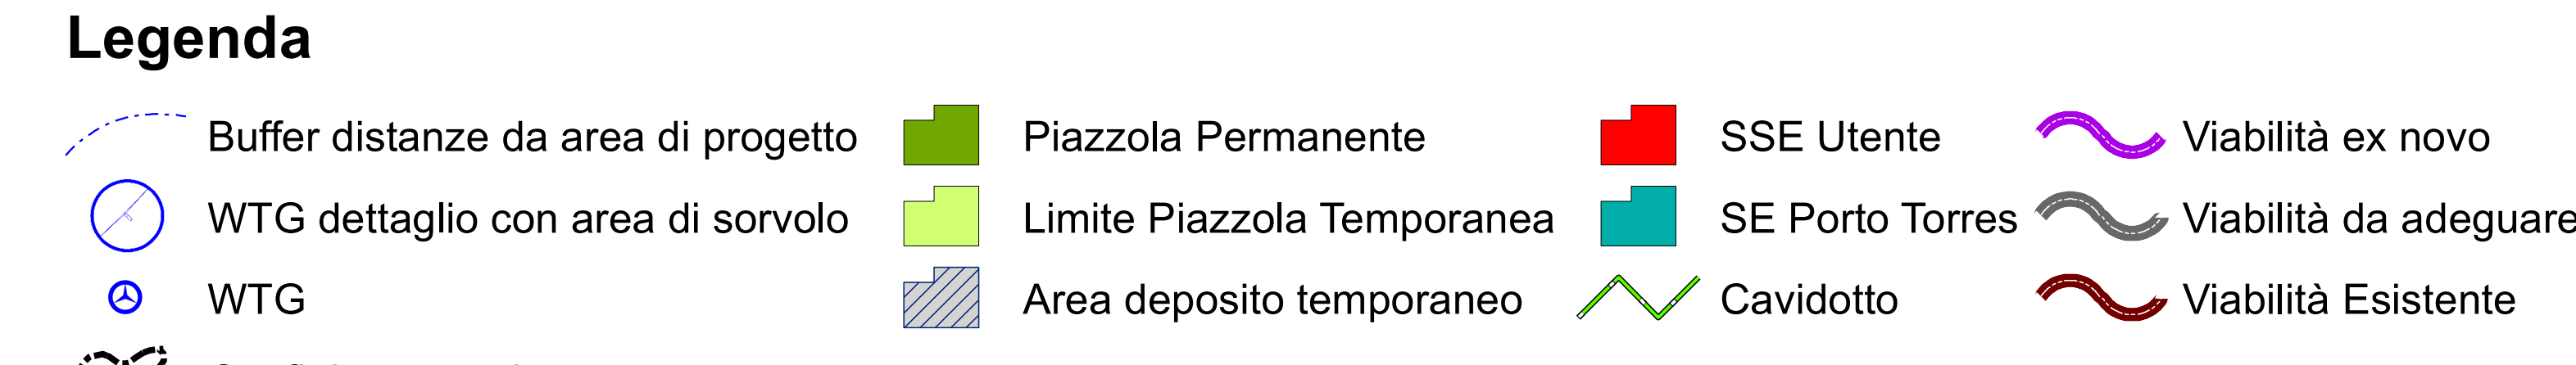 Legenda
Buffer distanze da area di progetto
WTG dettaglio con area di sorvolo
WTG
Piazzola Permanente
Limite Piazzola Temporanea
Area deposito temporaneo
SSE Utente
SE Porto Torres
Cavidotto
Viabilità ex novo
Viabilità da adeguare
Viabilità Esistente